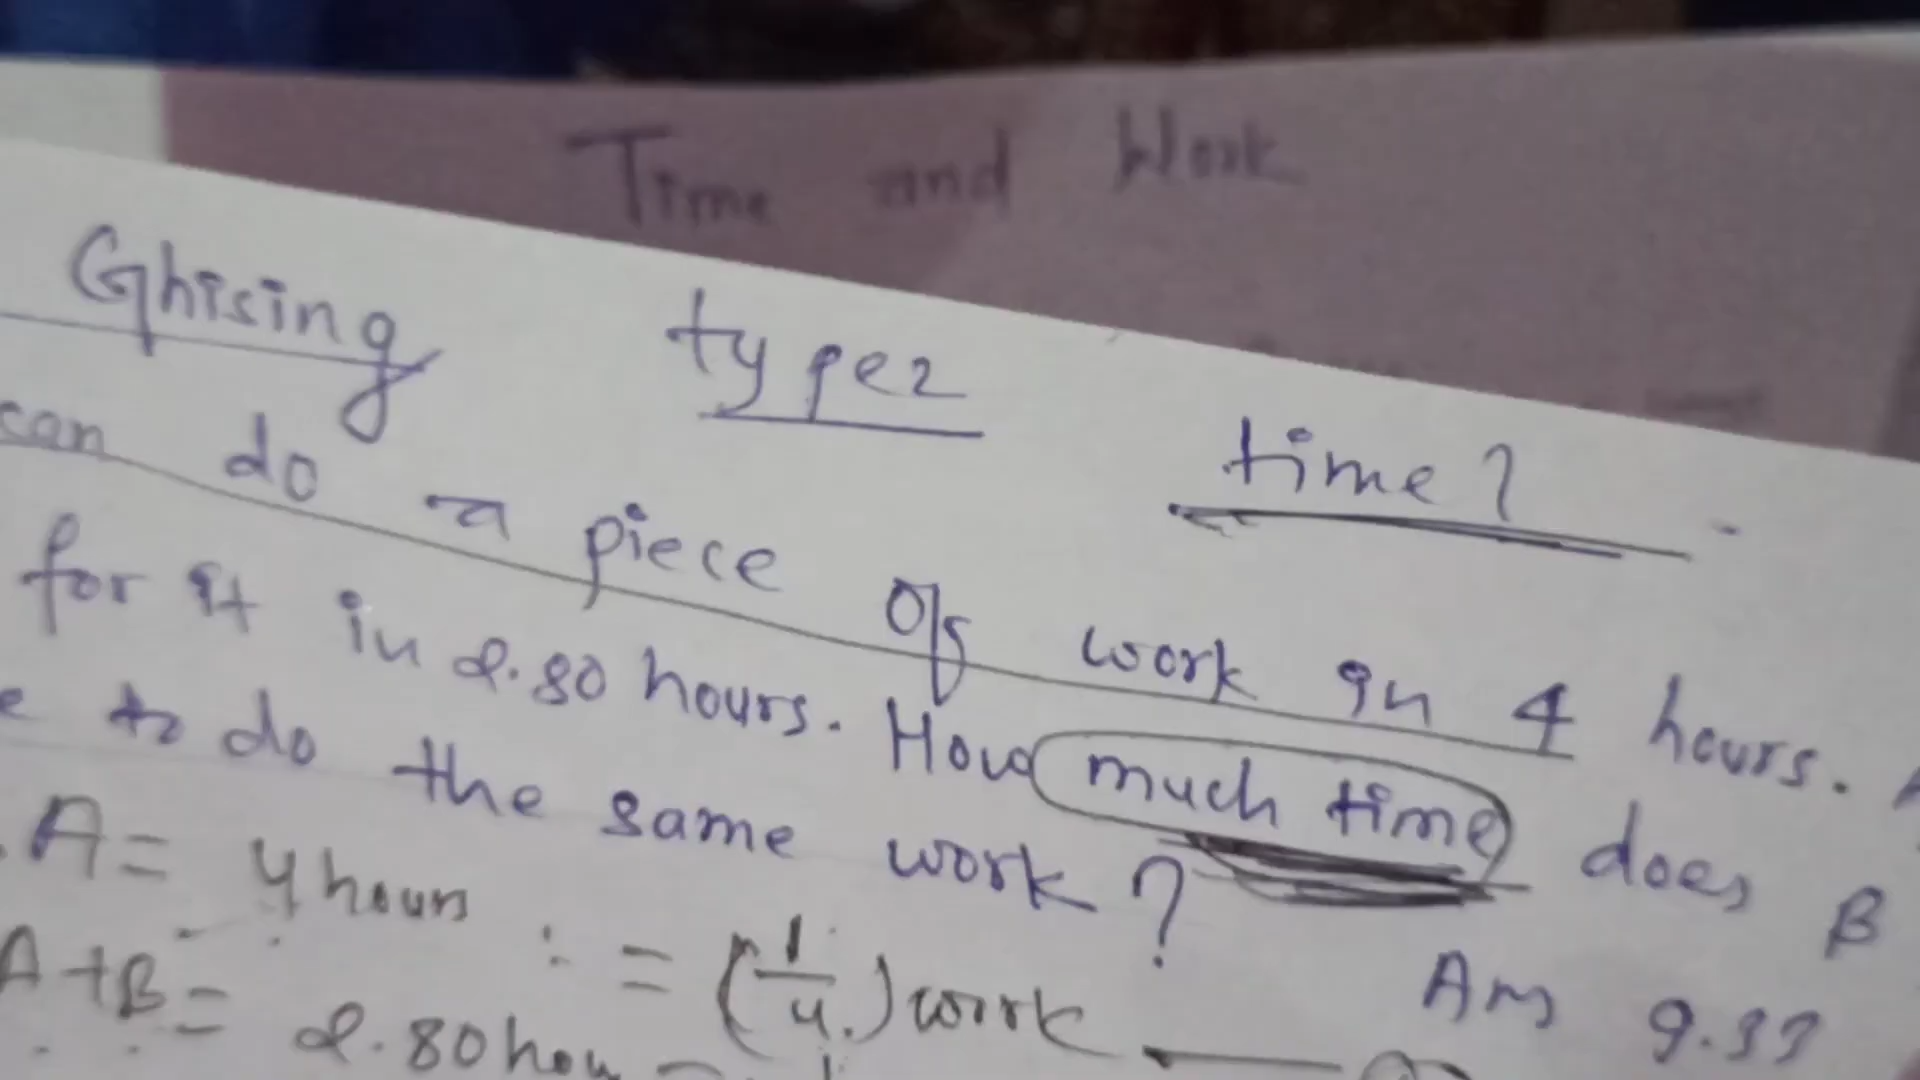 Time and Work
Ghising type2 time?
can do a piece of work in 4 hours.
for it in 2.80 hours. How much time does B
e to do the same work? Ans 9.33
A = 4 hours ∴ = (1/4) work
A+B = 2.80 hou